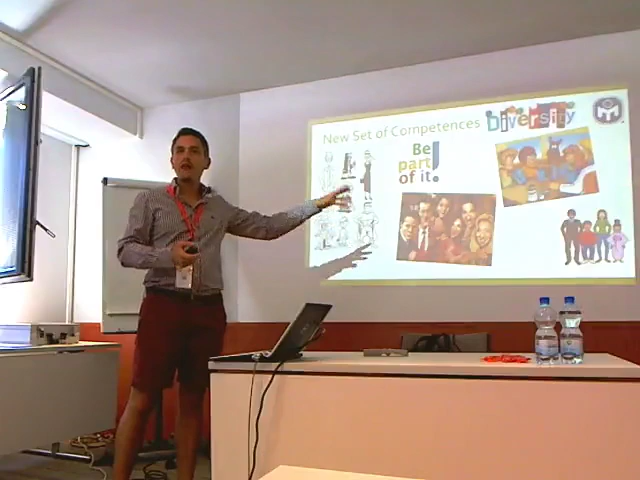 New Set of Competences
Diversity
Be
part
of it!